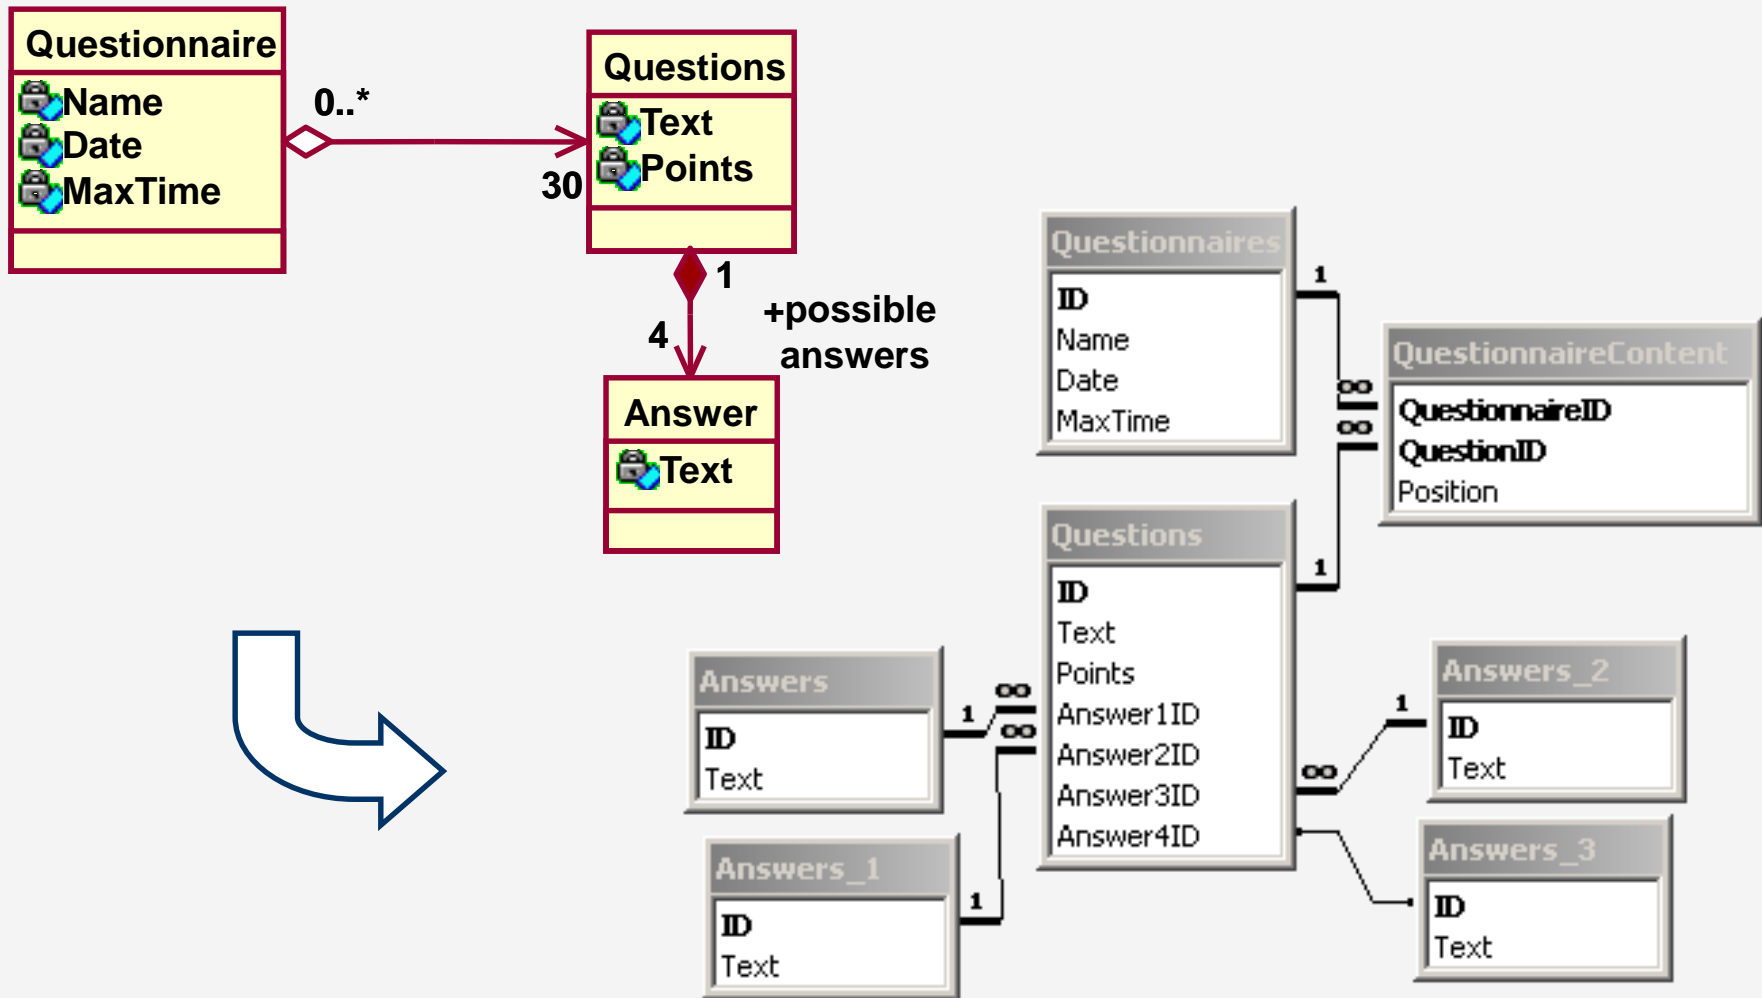 Questionnaire
Name
Date
MaxTime
0..*
30
Questions
Text
Points
1
4
+possible
answers
Answer
Text
Questionnaires
ID
Name
Date
MaxTime
1
∞
∞
QuestionnaireContent
QuestionnaireID
QuestionID
Position
Questions
ID
Text
Points
Answer1ID
Answer2ID
Answer3ID
Answer4ID
1
Answers
ID
Text
1
∞
∞
Answers_1
ID
Text
1
Answers_2
ID
Text
1
∞
Answers_3
ID
Text